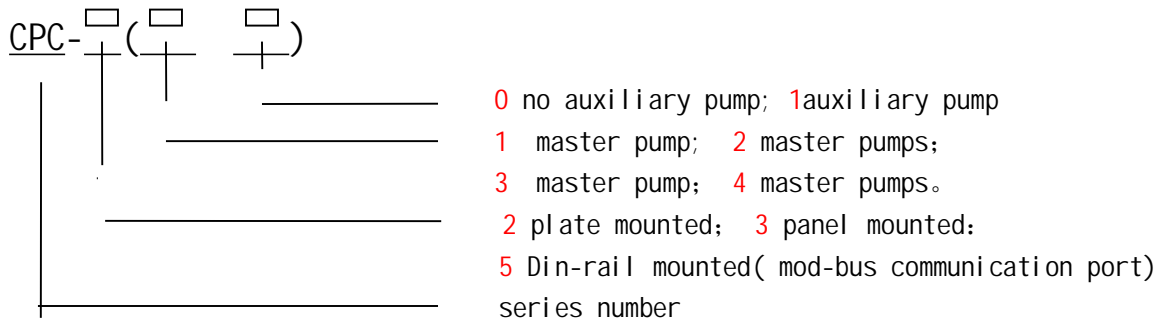 CPC-□(□ □)
0 no auxiliary pump; 1auxiliary pump
1 master pump; 2 master pumps;
3 master pump; 4 master pumps。
2 plate mounted; 3 panel mounted:
5 Din-rail mounted( mod-bus communication port)
series number